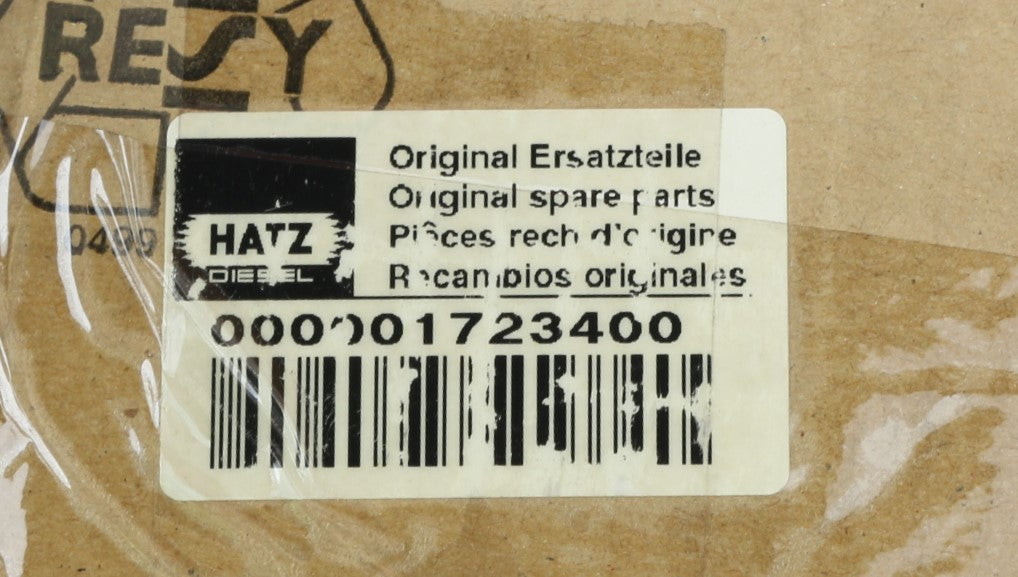 RESY
0499
HATZ
DIESEL
Original Ersatzteile
Original spare parts
Pièces rech d'origine
Recambios originales
000001723400